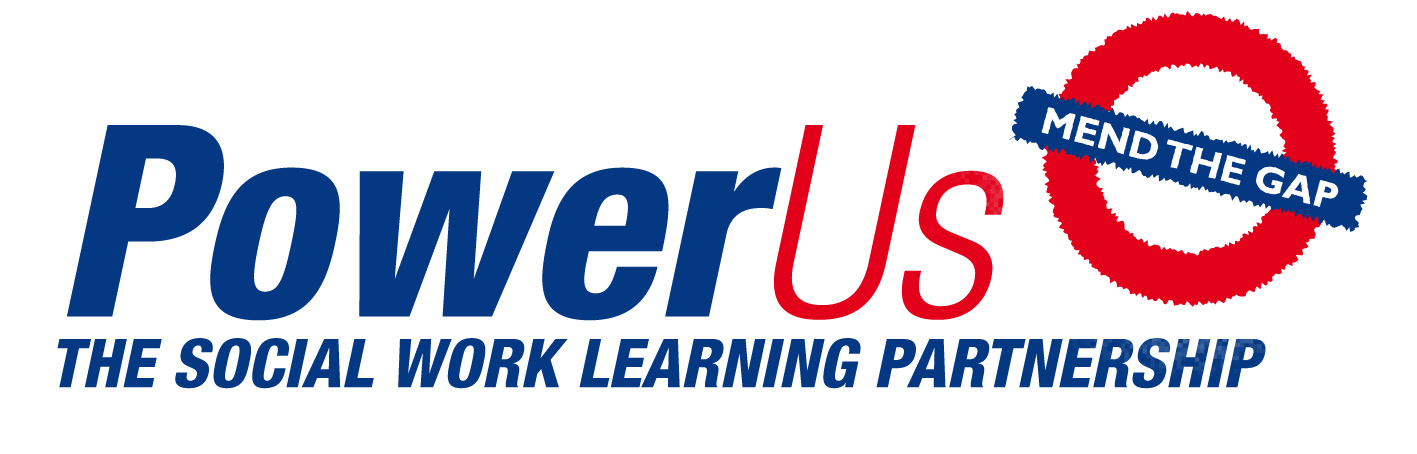 PowerUs
MEND THE GAP
THE SOCIAL WORK LEARNING PARTNERSHIP